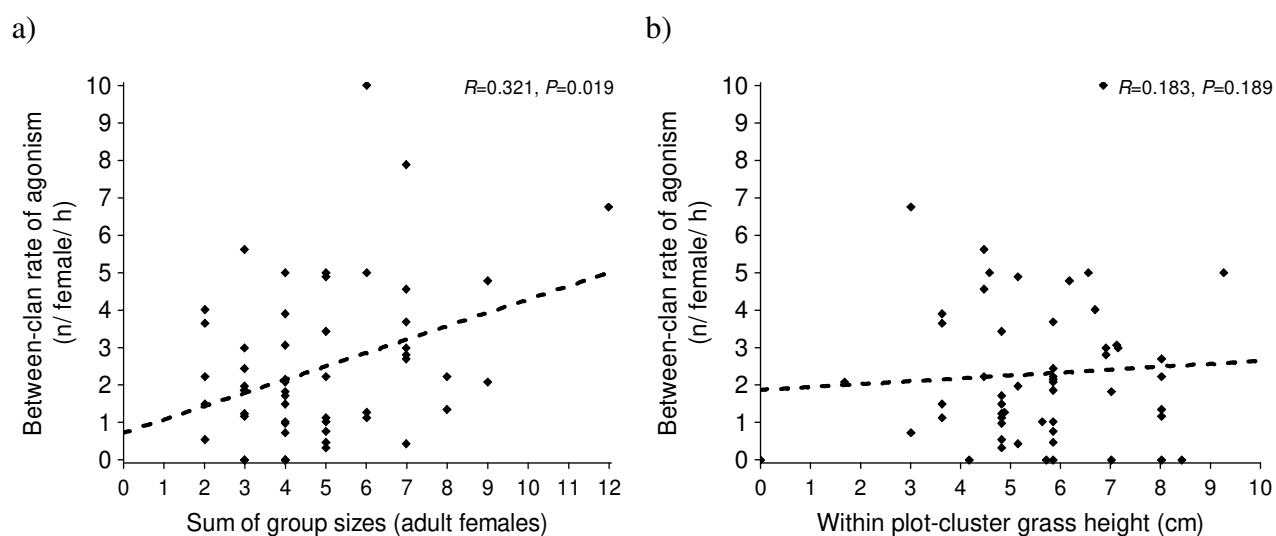 a)
R=0.321, P=0.019
10
9
8
7
6
5
4
3
2
1
0
Between-clan rate of agonism
(n/ female/ h)
0 1 2 3 4 5 6 7 8 9 10 11 12
Sum of group sizes (adult females)
b)
R=0.183, P=0.189
10
9
8
7
6
5
4
3
2
1
0
Between-clan rate of agonism
(n/ female/ h)
0 1 2 3 4 5 6 7 8 9 10
Within plot-cluster grass height (cm)